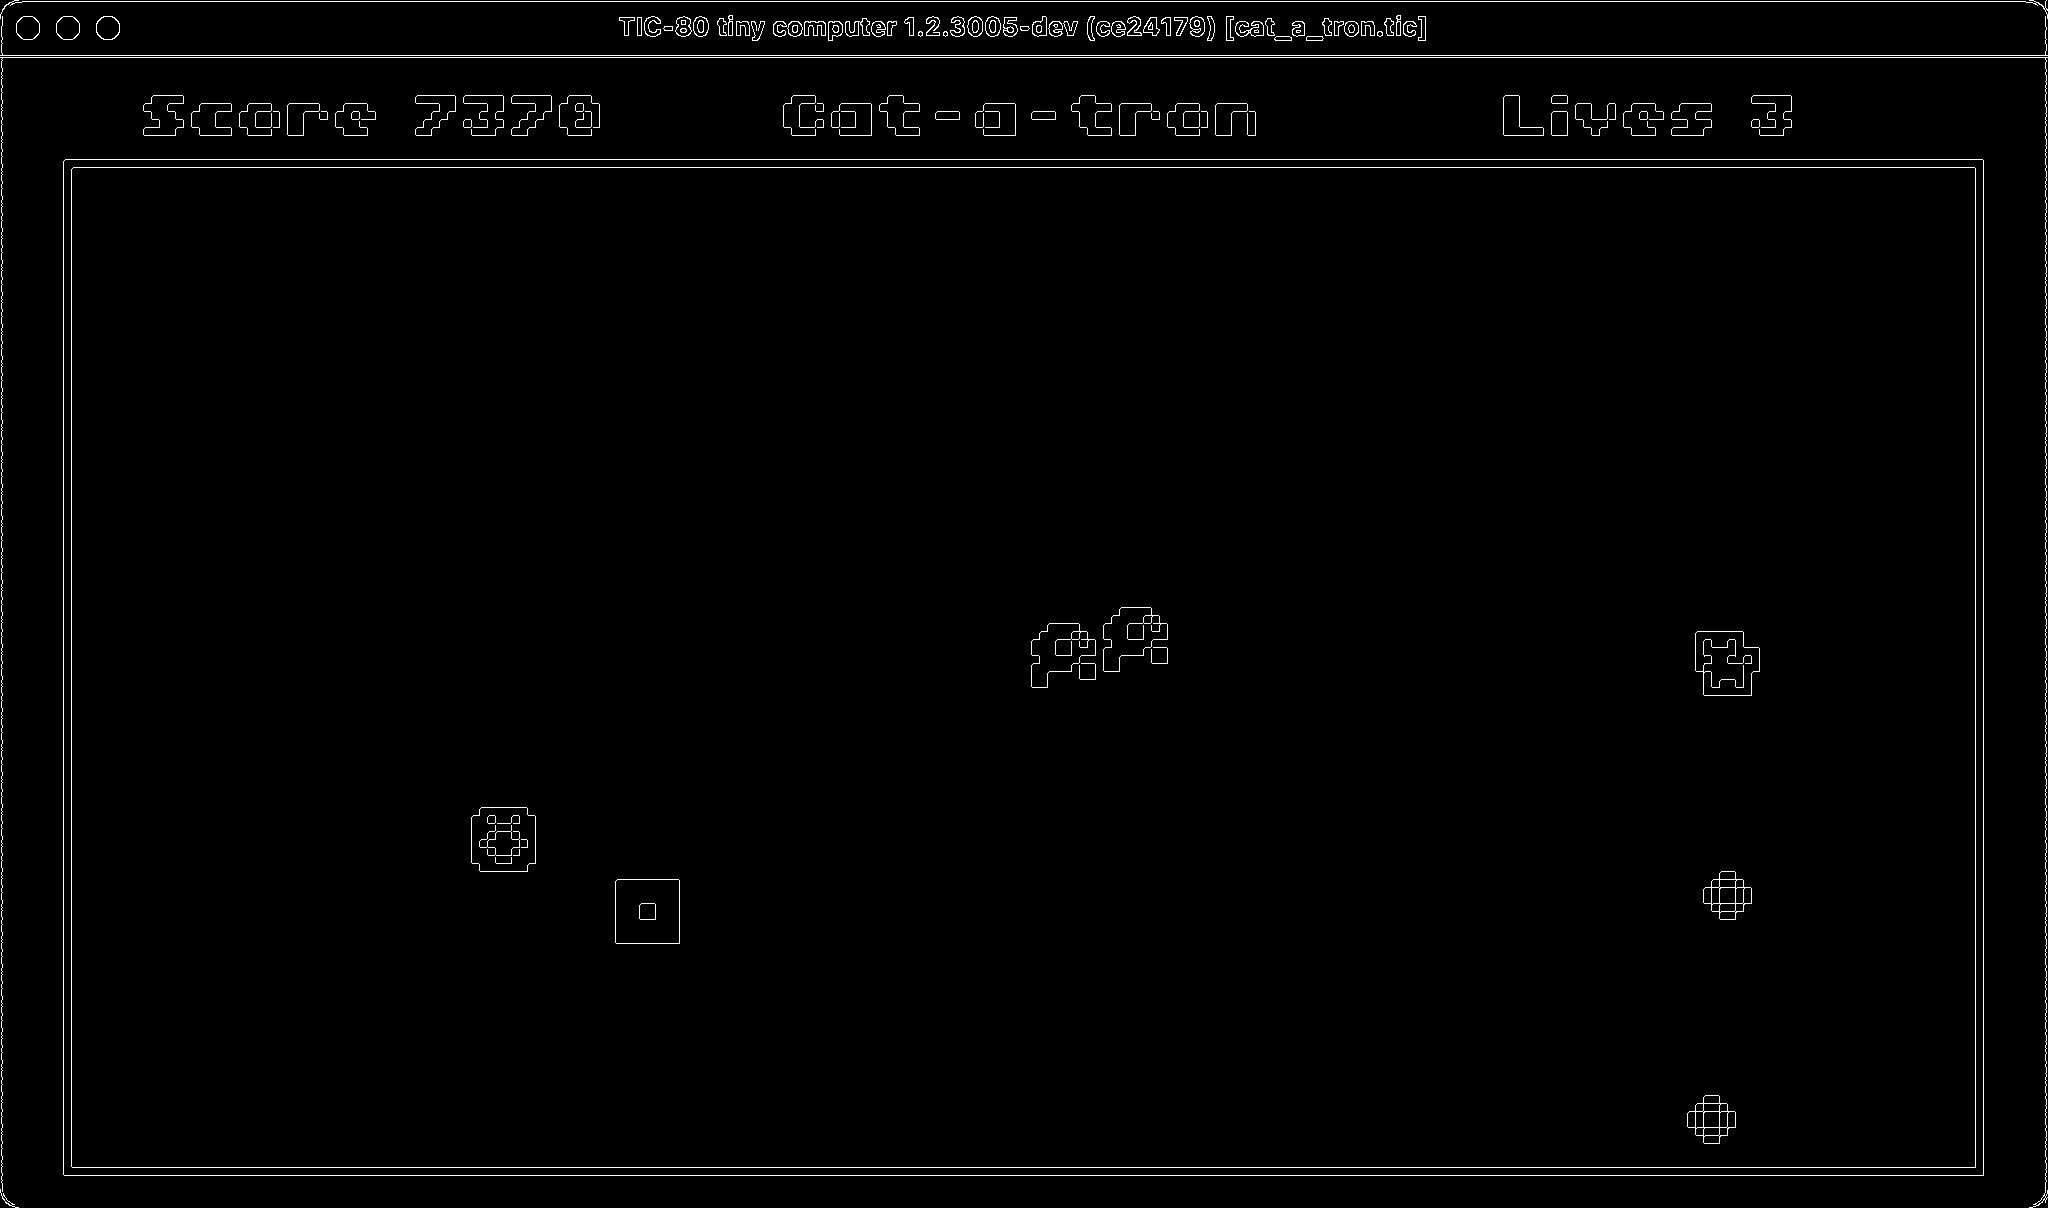 TIC-80 tiny computer 1.2.3005-dev (ce24179) [cat_a_tron.tic]
Score 7370 Cat-a-tron Lives 3